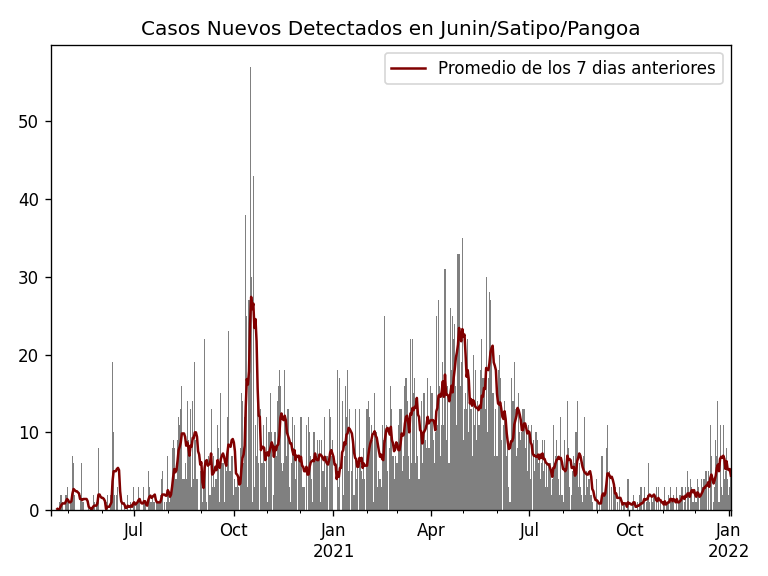 Casos Nuevos Detectados en Junin/Satipo/Pangoa
Promedio de los 7 dias anteriores
50
40
30
20
10
0
Jul Oct Jan Apr Jul Oct Jan
2021 2022